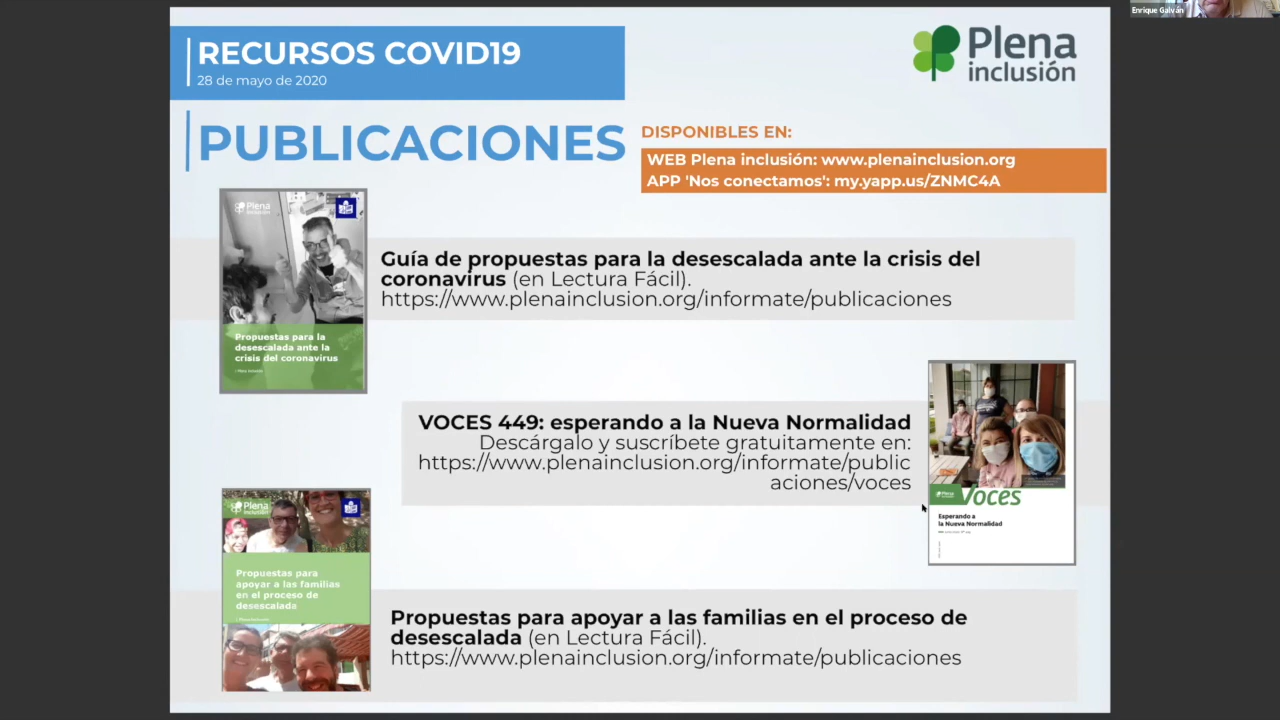 Enrique Galván
RECURSOS COVID19
28 de mayo de 2020
Plena
inclusión
PUBLICACIONES
DISPONIBLES EN:
WEB Plena inclusión: www.plenainclusion.org
APP 'Nos conectamos': my.yapp.us/ZNMC4A
Plena
inclusión
Propuestas para la
desescalada ante la
crisis del coronavirus
Guía de propuestas para la desescalada ante la crisis del
coronavirus (en Lectura Fácil).
https://www.plenainclusion.org/informate/publicaciones
VOCES 449: esperando a la Nueva Normalidad
Descárgalo y suscríbete gratuitamente en:
https://www.plenainclusion.org/informate/public
aciones/voces
Voces
Esperando a
la Nueva Normalidad
Plena
inclusión
Propuestas para
apoyar a las familias
en el proceso de
desescalada
Propuestas para apoyar a las familias en el proceso de
desescalada (en Lectura Fácil).
https://www.plenainclusion.org/informate/publicaciones